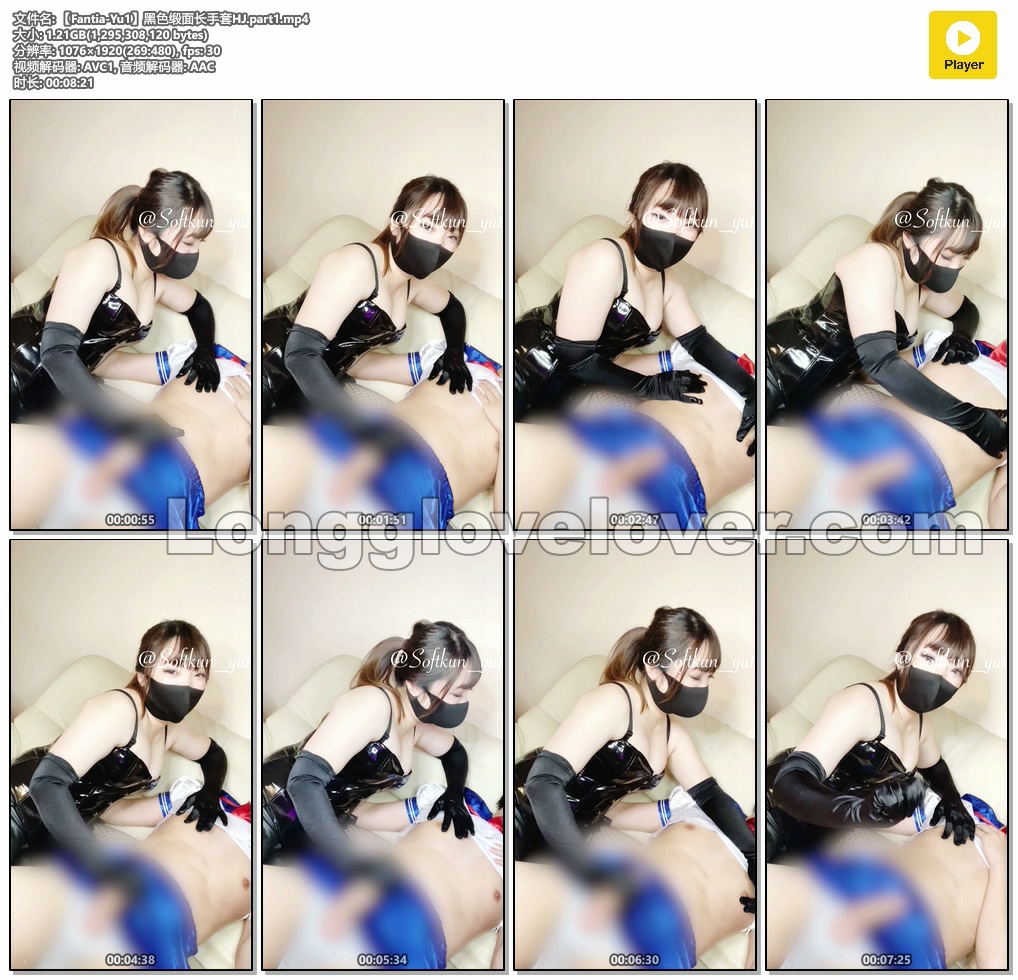 文件名: 【Fantia-Yu1】黑色缎面长手套HJ.part1.mp4
大小: 1.21GB(1,295,308,120 bytes)
分辨率: 1076×1920(269:480), fps: 30
视频解码器: AVC1, 音频解码器: AAC
时长: 00:08:21
Player
@Softkun_yu1 @Softkun_yu1 @Softkun_yu1 @Softkun_yu1
00:00:55 00:01:51 00:02:47 00:03:42
Longglovelover.com
@Softkun_yu1 @Softkun_yu1 @Softkun_yu1 @Softkun_yu1
00:04:38 00:05:34 00:06:30 00:07:25